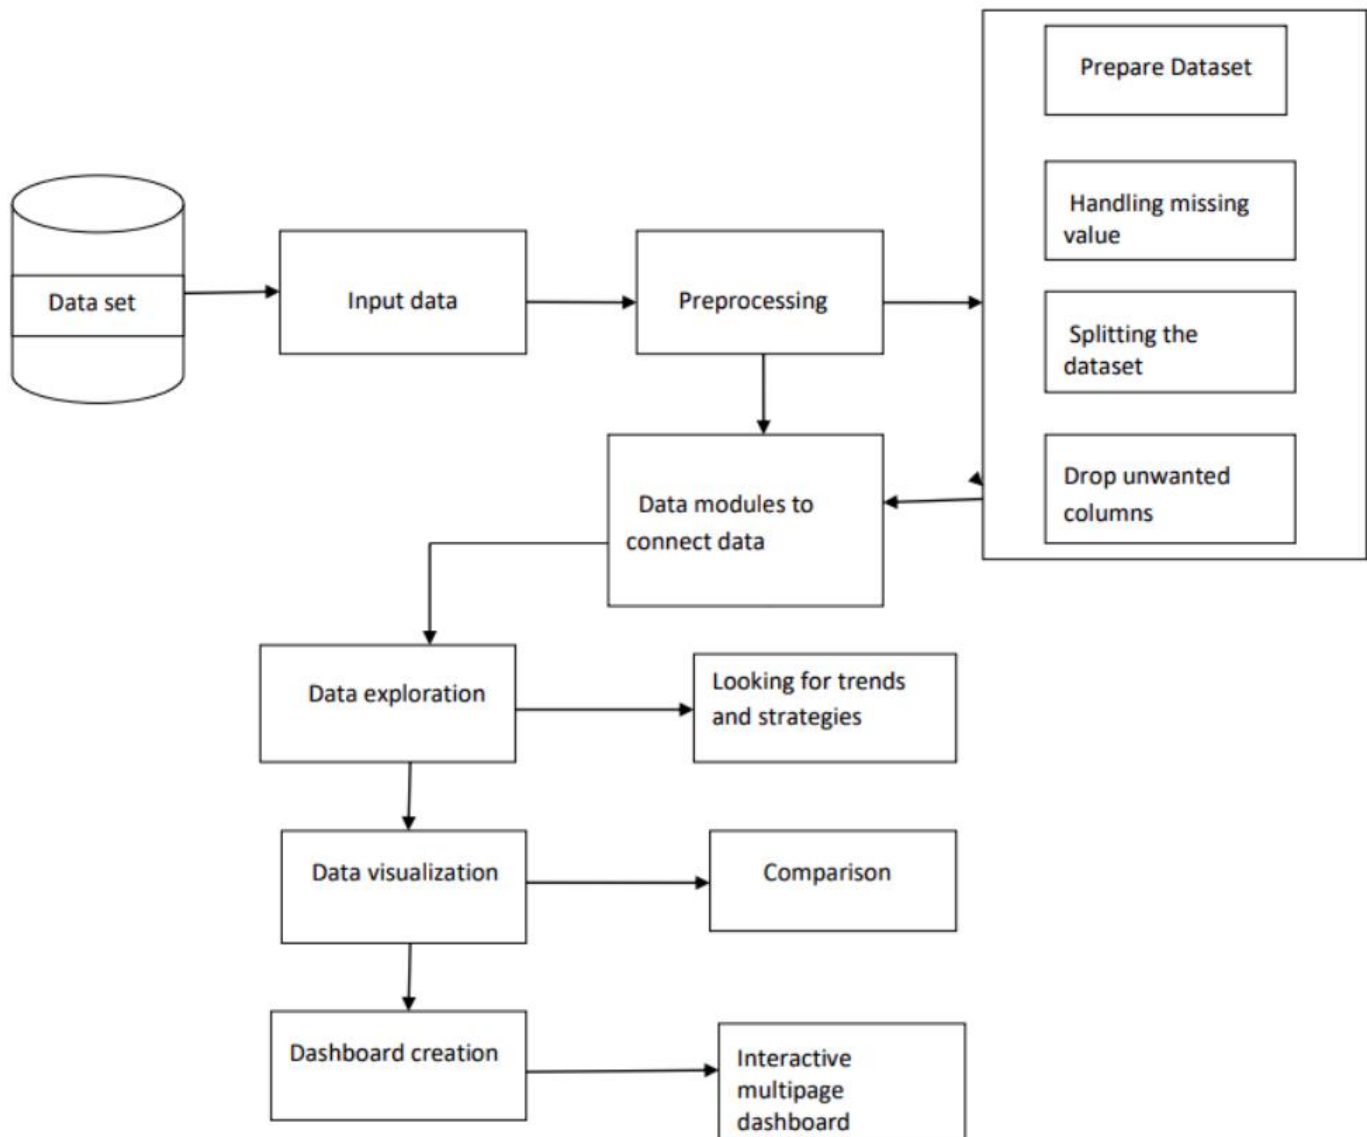 Prepare Dataset
Handling missing
value
Data set
Input data
Preprocessing
Splitting the
dataset
Data modules to
connect data
Drop unwanted
columns
Data exploration
Looking for trends
and strategies
Data visualization
Comparison
Dashboard creation
Interactive
multipage
dashboard